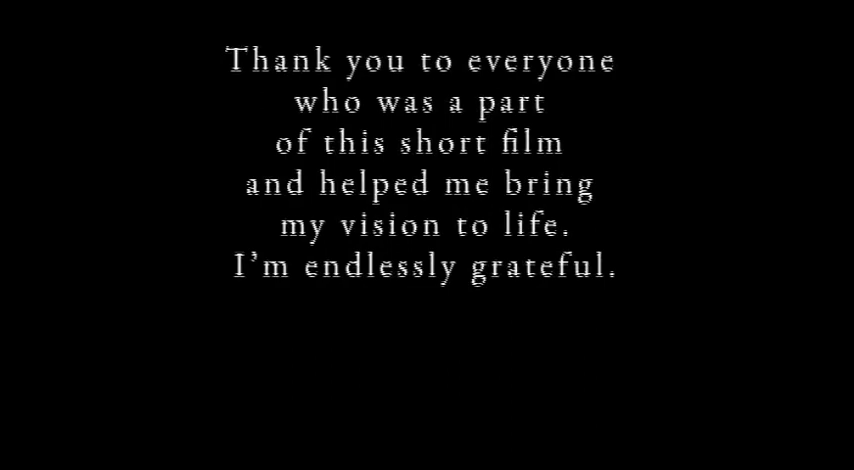 Thank you to everyone
who was a part
of this short film
and helped me bring
my vision to life.
I’m endlessly grateful.